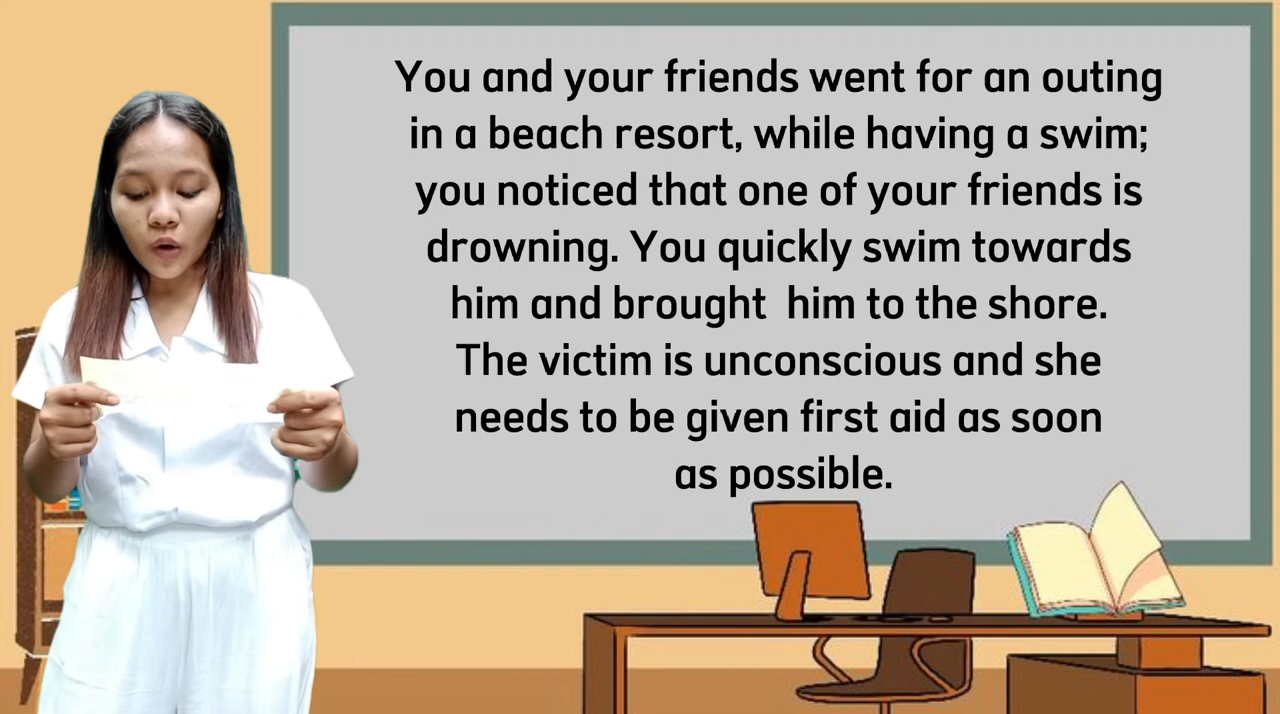 You and your friends went for an outing
in a beach resort, while having a swim;
you noticed that one of your friends is
drowning. You quickly swim towards
him and brought him to the shore.
The victim is unconscious and she
needs to be given first aid as soon
as possible.